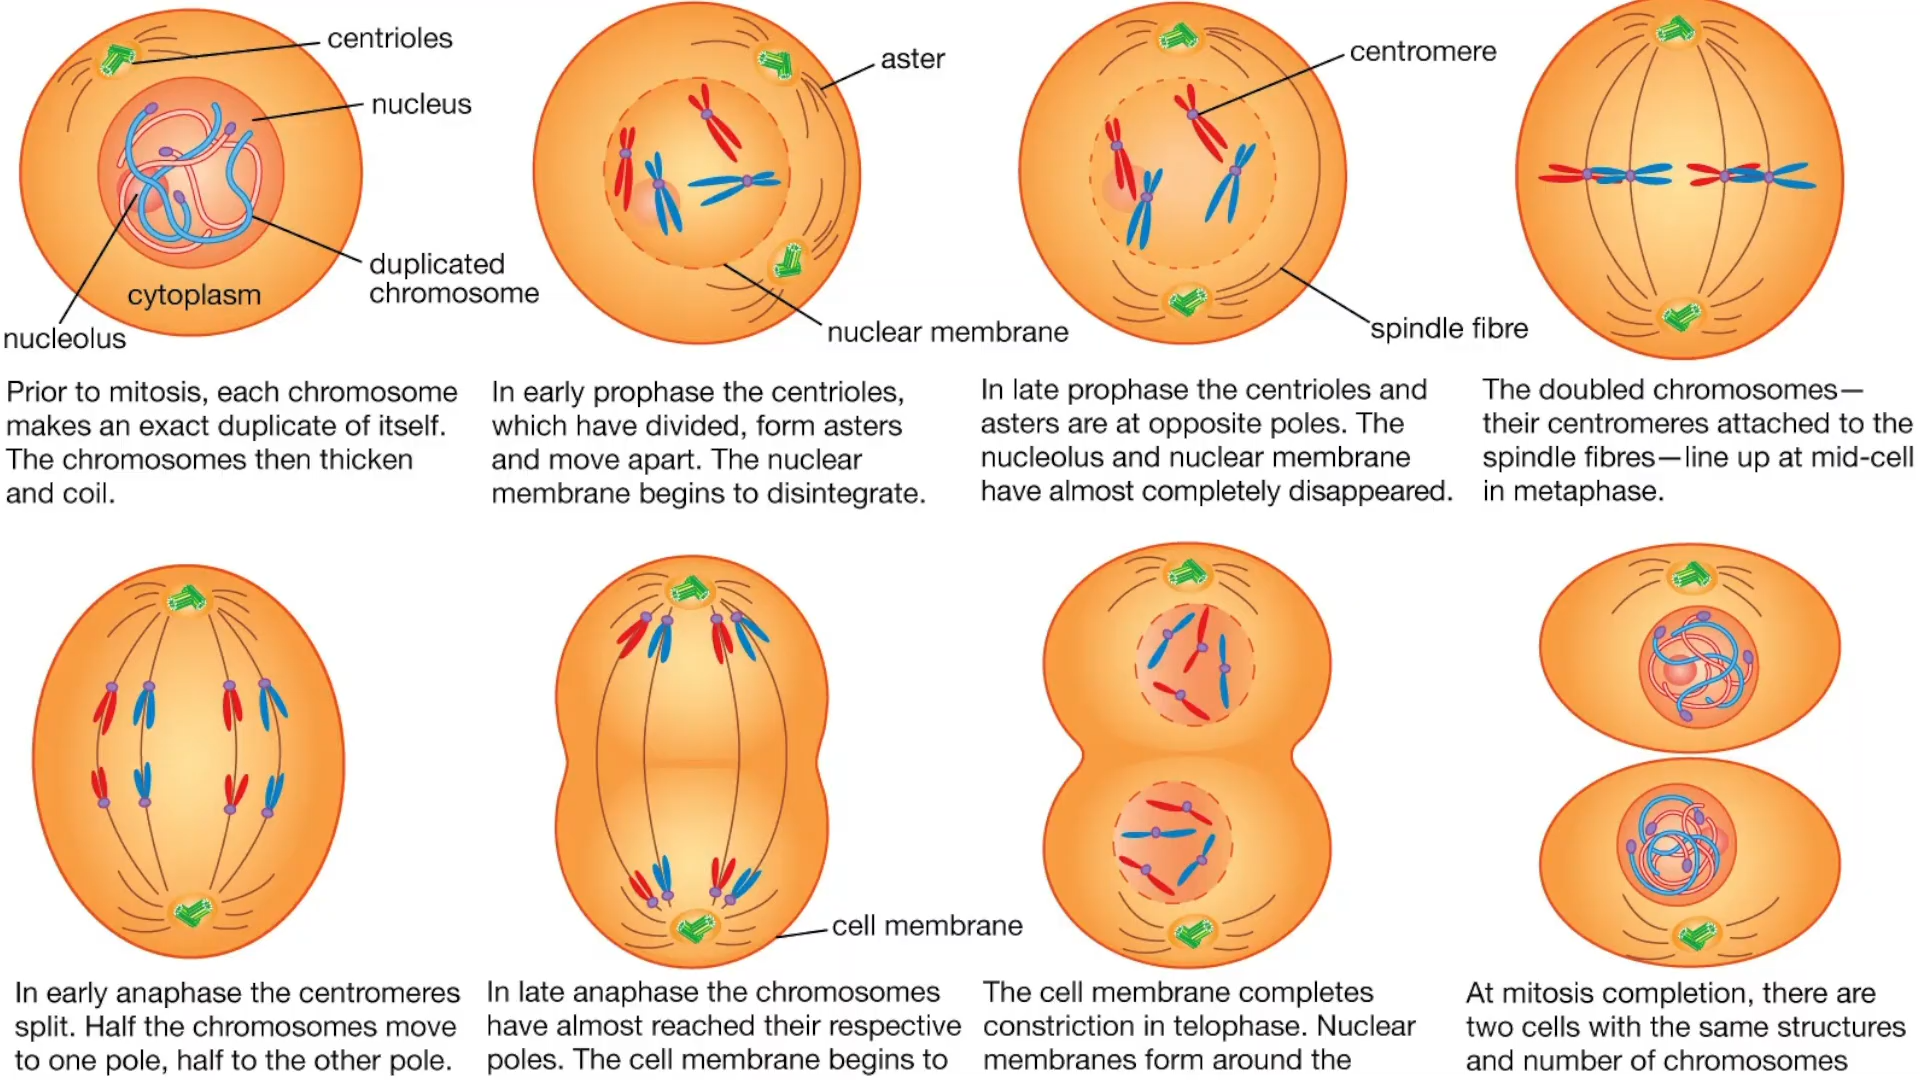 centrioles
nucleus
duplicated
chromosome
cytoplasm
nucleolus
aster
nuclear membrane
centromere
spindle fibre
Prior to mitosis, each chromosome
makes an exact duplicate of itself.
The chromosomes then thicken
and coil.
In early prophase the centrioles,
which have divided, form asters
and move apart. The nuclear
membrane begins to disintegrate.
In late prophase the centrioles and
asters are at opposite poles. The
nucleolus and nuclear membrane
have almost completely disappeared.
The doubled chromosomes—
their centromeres attached to the
spindle fibres—line up at mid-cell
in metaphase.
cell membrane
In early anaphase the centromeres
split. Half the chromosomes move
to one pole, half to the other pole.
In late anaphase the chromosomes
have almost reached their respective
poles. The cell membrane begins to
The cell membrane completes
constriction in telophase. Nuclear
membranes form around the
At mitosis completion, there are
two cells with the same structures
and number of chromosomes